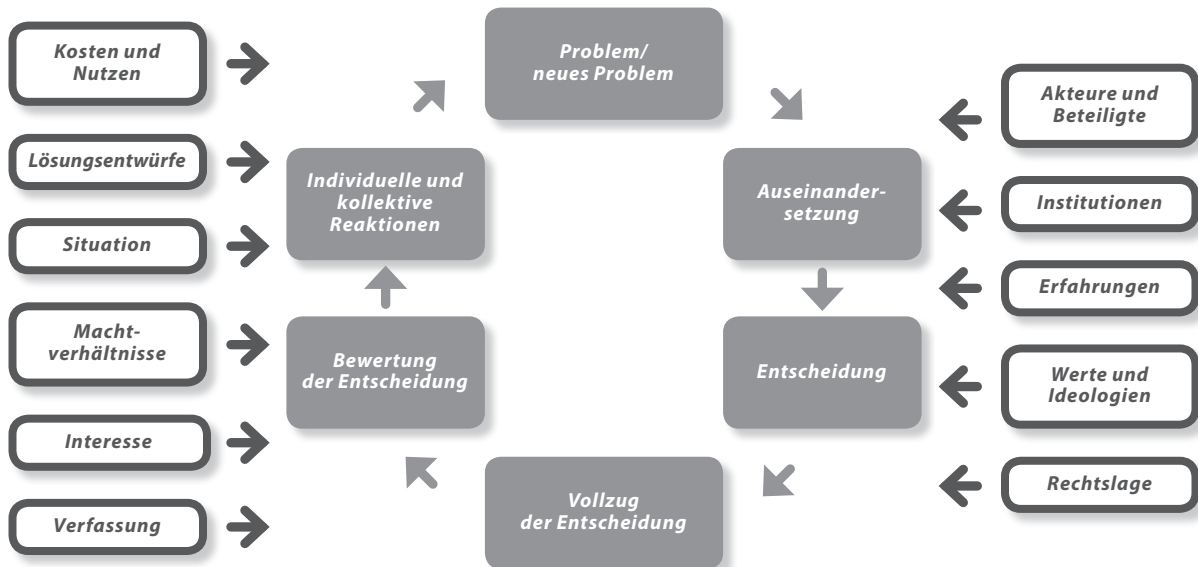 Kosten und
Nutzen
Lösungsentwürfe
Situation
Macht-
verhältnisse
Interesse
Verfassung
Problem/
neues Problem
Individuelle und
kollektive
Reaktionen
Auseinander-
setzung
Bewertung
der Entscheidung
Entscheidung
Vollzug
der Entscheidung
Akteure und
Beteiligte
Institutionen
Erfahrungen
Werte und
Ideologien
Rechtslage